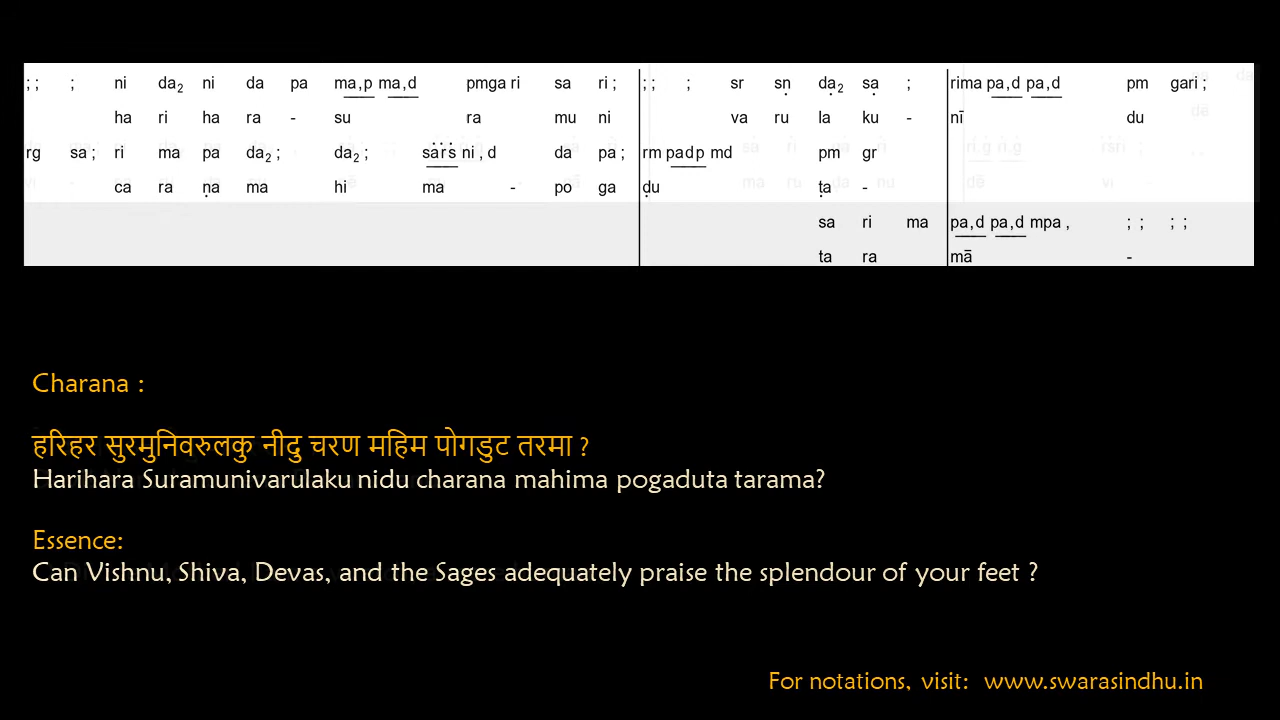 ; ; ; ni da₂ ni da pa ma,p ma,d pmga ri sa ri ; ; ; ; sr sṇ ḍa₂ ṣa ; rima pa,d pa,d pm gari ;
ha ri ha ra - su ra mu ni va ru la ku - nī du
rg sa ; ri ma pa da₂ ; da₂ ; ṡaṙṡ ni , d da pa ; rm padp md pm gr
ca ra ṇa ma hi ma - po ga ḍu ṭa -
sa ri ma pa,d pa,d mpa , ; ; ; ;
ta ra mā -
Charana :
हरिहर सुरमुनिवरुलकु नीदु चरण महिम पोगडुट तरमा ?
Harihara Suramunivarulaku nidu charana mahima pogaduta tarama?
Essence:
Can Vishnu, Shiva, Devas, and the Sages adequately praise the splendour of your feet ?
For notations, visit: www.swarasindhu.in